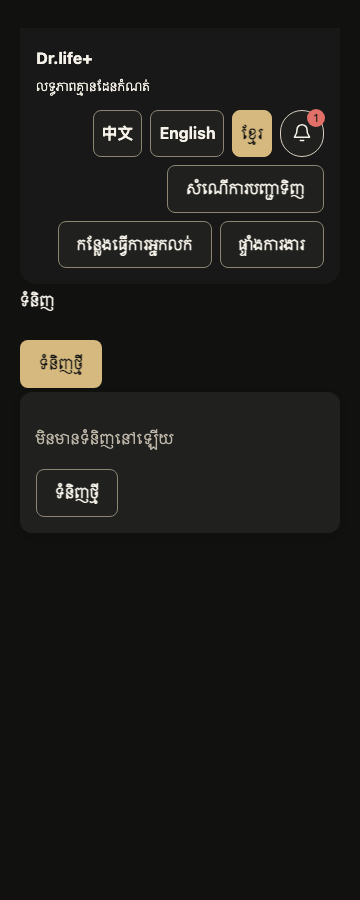 Dr.life+
លទ្ធភាពគ្មានដែនកំណត់
中文 English ខ្មែរ 1
សំណើការបញ្ជាទិញ
កន្លែងធ្វើការអ្នកលក់ ផ្ទាំងការងារ
ទំនិញ
ទំនិញថ្មី
មិនមានទំនិញនៅឡើយ
ទំនិញថ្មី